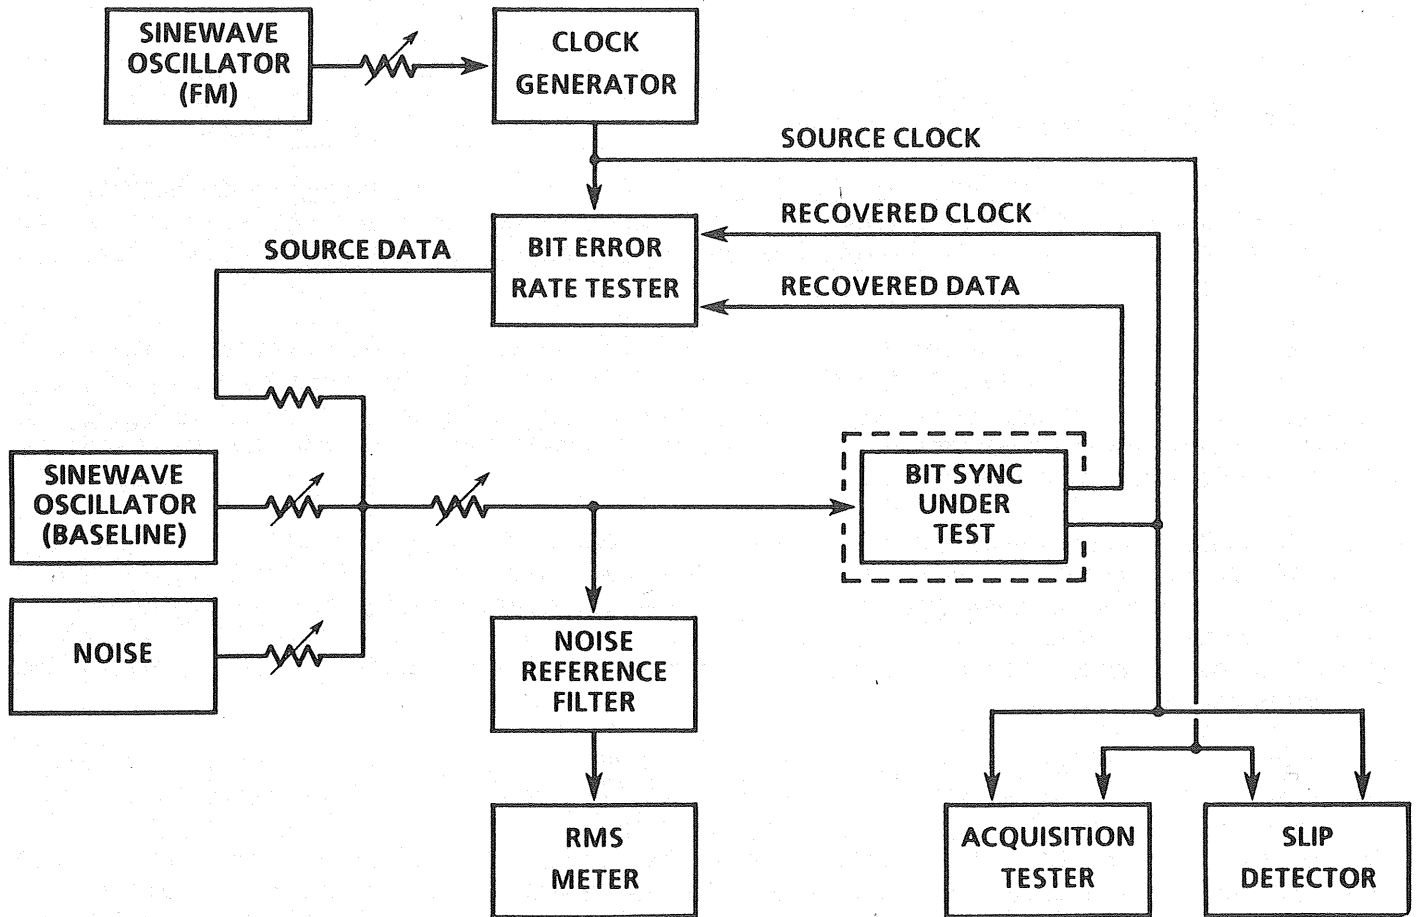 SINEWAVE
OSCILLATOR
(FM)
CLOCK
GENERATOR
SOURCE CLOCK
RECOVERED CLOCK
SOURCE DATA
BIT ERROR
RATE TESTER
RECOVERED DATA
SINEWAVE
OSCILLATOR
(BASELINE)
BIT SYNC
UNDER
TEST
NOISE
NOISE
REFERENCE
FILTER
RMS
METER
ACQUISITION
TESTER
SLIP
DETECTOR